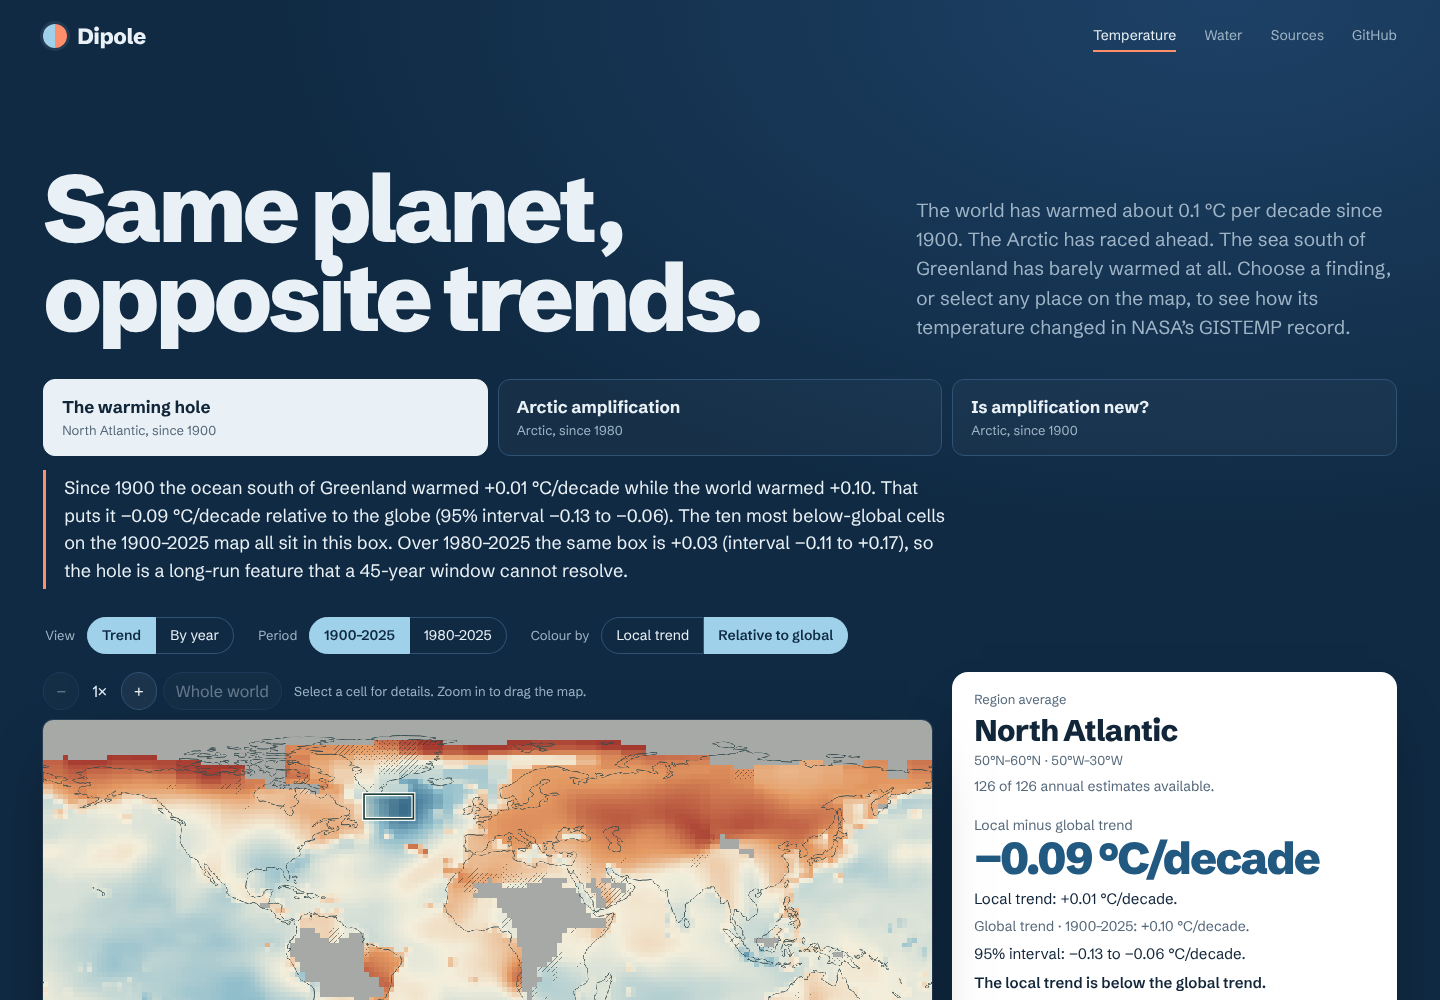 Dipole
Temperature
Water
Sources
GitHub
Same planet,
opposite trends.
The world has warmed about 0.1 °C per decade since
1900. The Arctic has raced ahead. The sea south of
Greenland has barely warmed at all. Choose a finding,
or select any place on the map, to see how its
temperature changed in NASA’s GISTEMP record.
The warming hole
North Atlantic, since 1900
Arctic amplification
Arctic, since 1980
Is amplification new?
Arctic, since 1900
Since 1900 the ocean south of Greenland warmed +0.01 °C/decade while the world warmed +0.10. That
puts it −0.09 °C/decade relative to the globe (95% interval −0.13 to −0.06). The ten most below-global cells
on the 1900–2025 map all sit in this box. Over 1980–2025 the same box is +0.03 (interval −0.11 to +0.17), so
the hole is a long-run feature that a 45-year window cannot resolve.
View
Trend
By year
Period
1900–2025
1980–2025
Colour by
Local trend
Relative to global
−
1×
+
Whole world
Select a cell for details. Zoom in to drag the map.
Region average
North Atlantic
50°N–60°N · 50°W–30°W
126 of 126 annual estimates available.
Local minus global trend
−0.09 °C/decade
Local trend: +0.01 °C/decade.
Global trend · 1900–2025: +0.10 °C/decade.
95% interval: −0.13 to −0.06 °C/decade.
The local trend is below the global trend.